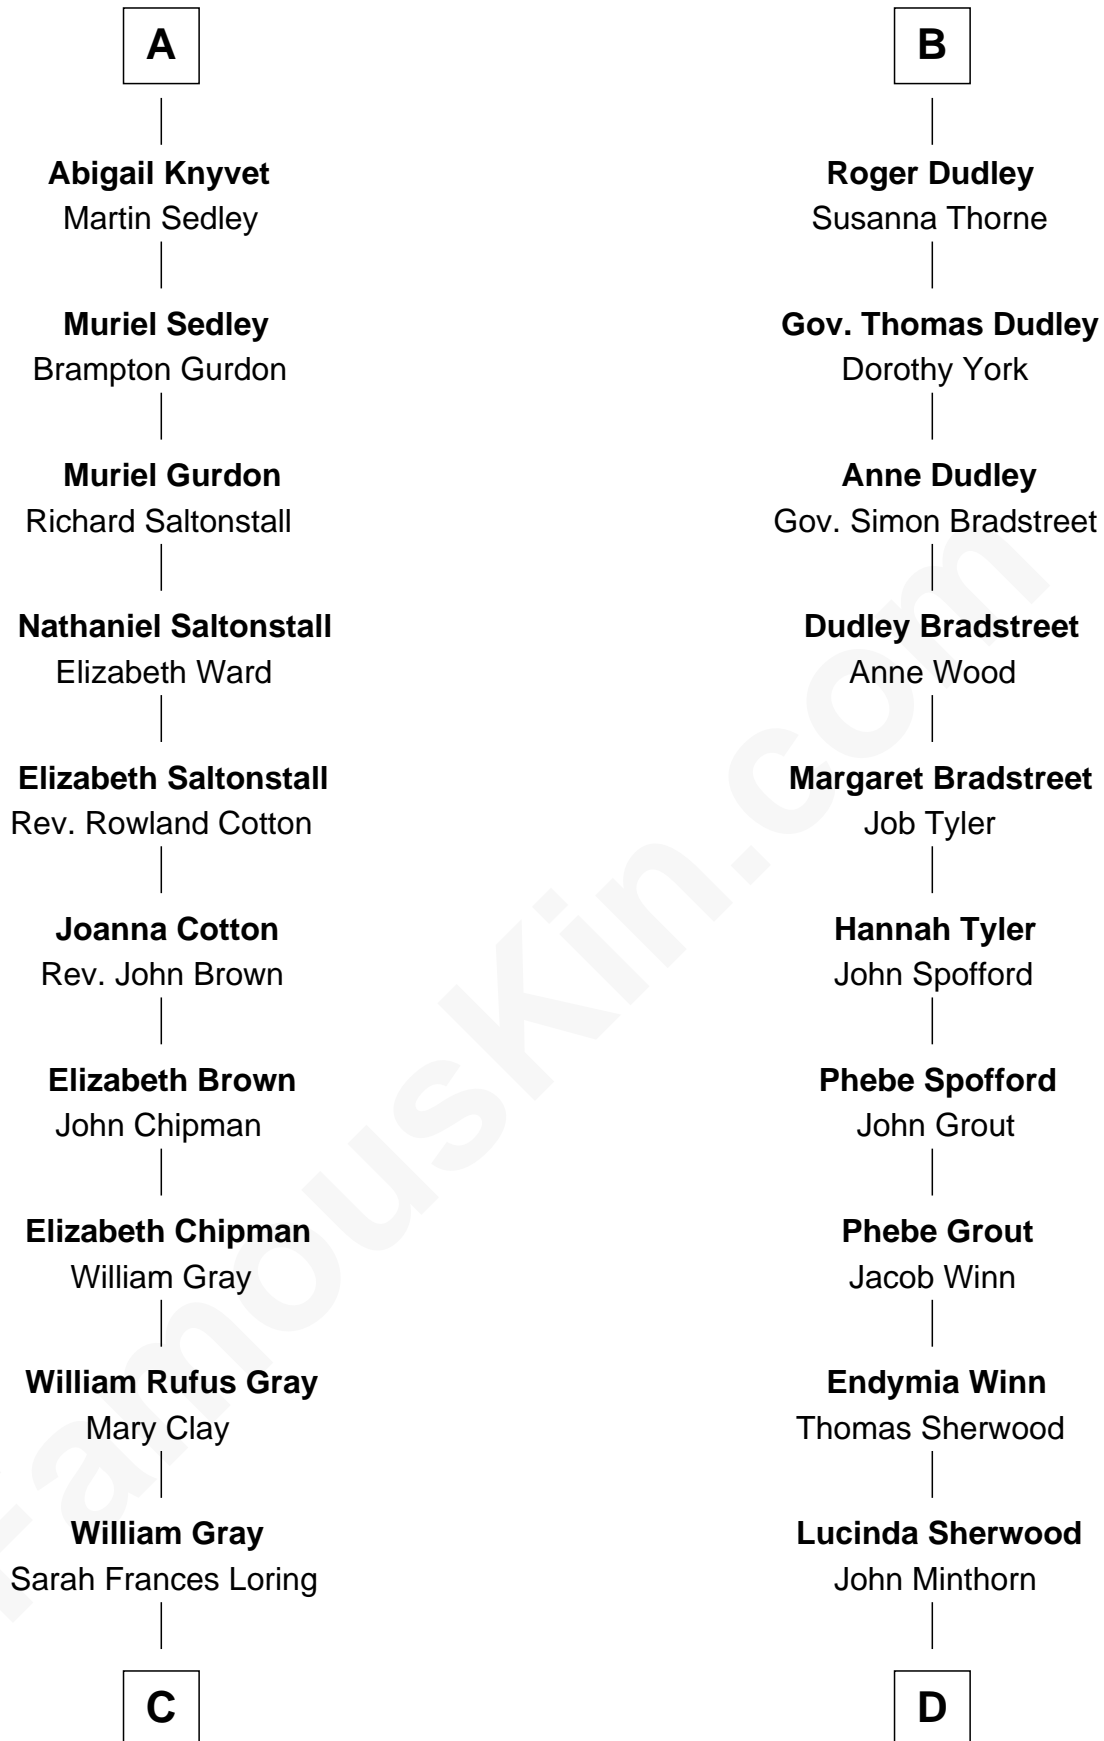 A
Abigail Knyvet
Martin Sedley
Muriel Sedley
Brampton Gurdon
Muriel Gurdon
Richard Saltonstall
Nathaniel Saltonstall
Elizabeth Ward
Elizabeth Saltonstall
Rev. Rowland Cotton
Joanna Cotton
Rev. John Brown
Elizabeth Brown
John Chipman
Elizabeth Chipman
William Gray
William Rufus Gray
Mary Clay
William Gray
Sarah Frances Loring
C
B
Roger Dudley
Susanna Thorne
Gov. Thomas Dudley
Dorothy York
Anne Dudley
Gov. Simon Bradstreet
Dudley Bradstreet
Anne Wood
Margaret Bradstreet
Job Tyler
Hannah Tyler
John Spofford
Phebe Spofford
John Grout
Phebe Grout
Jacob Winn
Endymia Winn
Thomas Sherwood
Lucinda Sherwood
John Minthorn
D
FamousKin.com